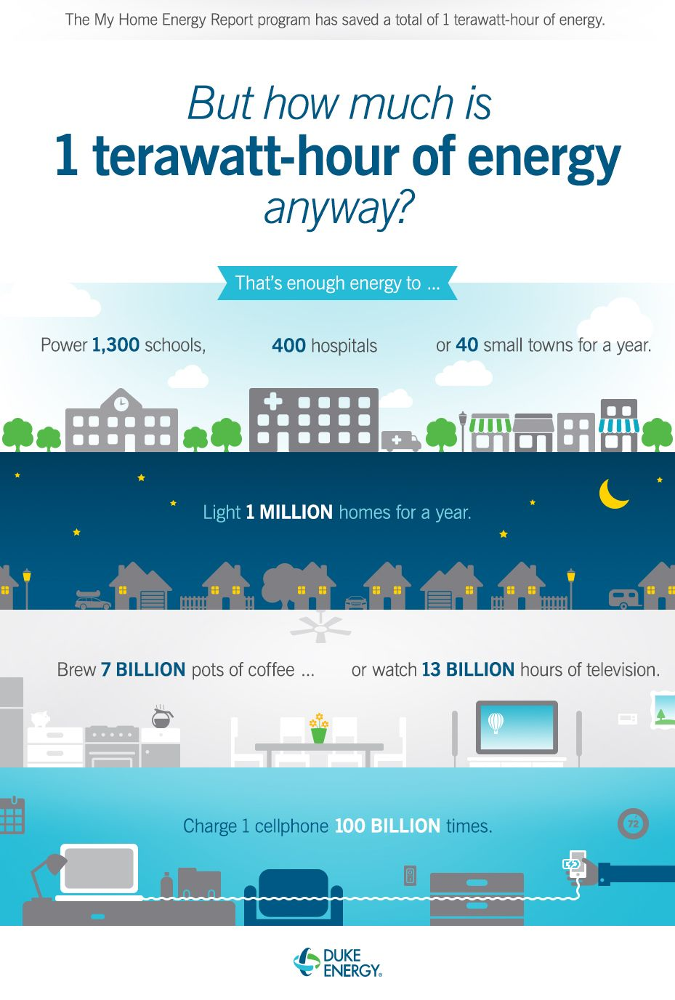 The My Home Energy Report program has saved a total of 1 terawatt-hour of energy.
But how much is
1 terawatt-hour of energy
anyway?
That's enough energy to ...
Power 1,300 schools,
400 hospitals
or 40 small towns for a year.
Light 1 MILLION homes for a year.
Brew 7 BILLION pots of coffee ...
or watch 13 BILLION hours of television.
Charge 1 cellphone 100 BILLION times.
72
DUKE
ENERGY®